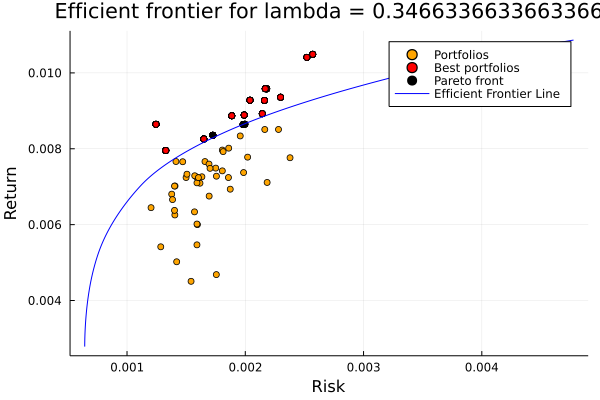 Efficient frontier for lambda = 0.3466336633663366
Return
0.010
0.008
0.006
0.004
Portfolios
Best portfolios
Pareto front
Efficient Frontier Line
0.001 0.002 0.003 0.004
Risk